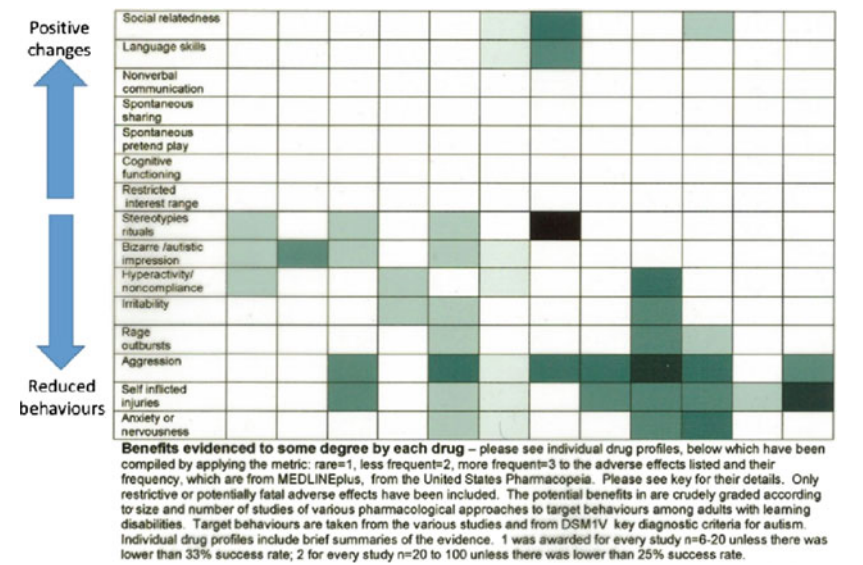 Positive
changes
Reduced
behaviours
Social relatedness
Language skills
Nonverbal
communication
Spontaneous
sharing
Spontaneous
pretend play
Cognitive
functioning
Restricted
interest range
Stereotypies
rituals
Bizarre /autistic
impression
Hyperactivity/
noncompliance
Irritability
Rage
outbursts
Aggression
Self inflicted
injuries
Anxiety or
nervousness
Benefits evidenced to some degree by each drug – please see individual drug profiles, below which have been
compiled by applying the metric: rare=1, less frequent=2, more frequent=3 to the adverse effects listed and their
frequency, which are from MEDLINEplus, from the United States Pharmacopeia. Please see key for their details. Only
restrictive or potentially fatal adverse effects have been included. The potential benefits in are crudely graded according
to size and number of studies of various pharmacological approaches to target behaviours among adults with learning
disabilities. Target behaviours are taken from the various studies and from DSM1V key diagnostic criteria for autism.
Individual drug profiles include brief summaries of the evidence. 1 was awarded for every study n=6-20 unless there was
lower than 33% success rate; 2 for every study n=20 to 100 unless there was lower than 25% success rate.